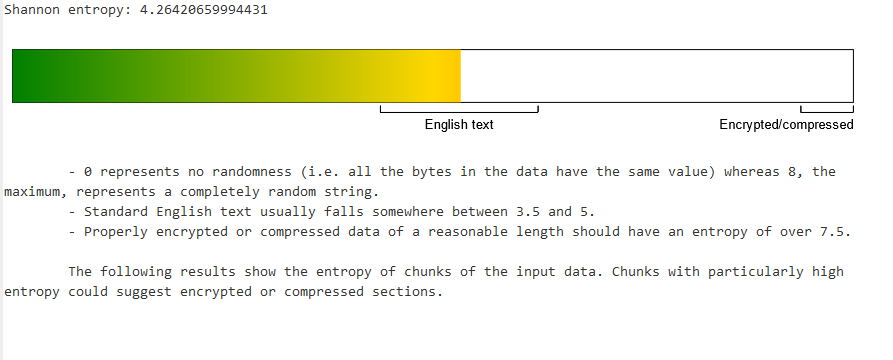 Shannon entropy: 4.26420659994431
English text
Encrypted/compressed
- 0 represents no randomness (i.e. all the bytes in the data have the same value) whereas 8, the
maximum, represents a completely random string.
- Standard English text usually falls somewhere between 3.5 and 5.
- Properly encrypted or compressed data of a reasonable length should have an entropy of over 7.5.
The following results show the entropy of chunks of the input data. Chunks with particularly high
entropy could suggest encrypted or compressed sections.